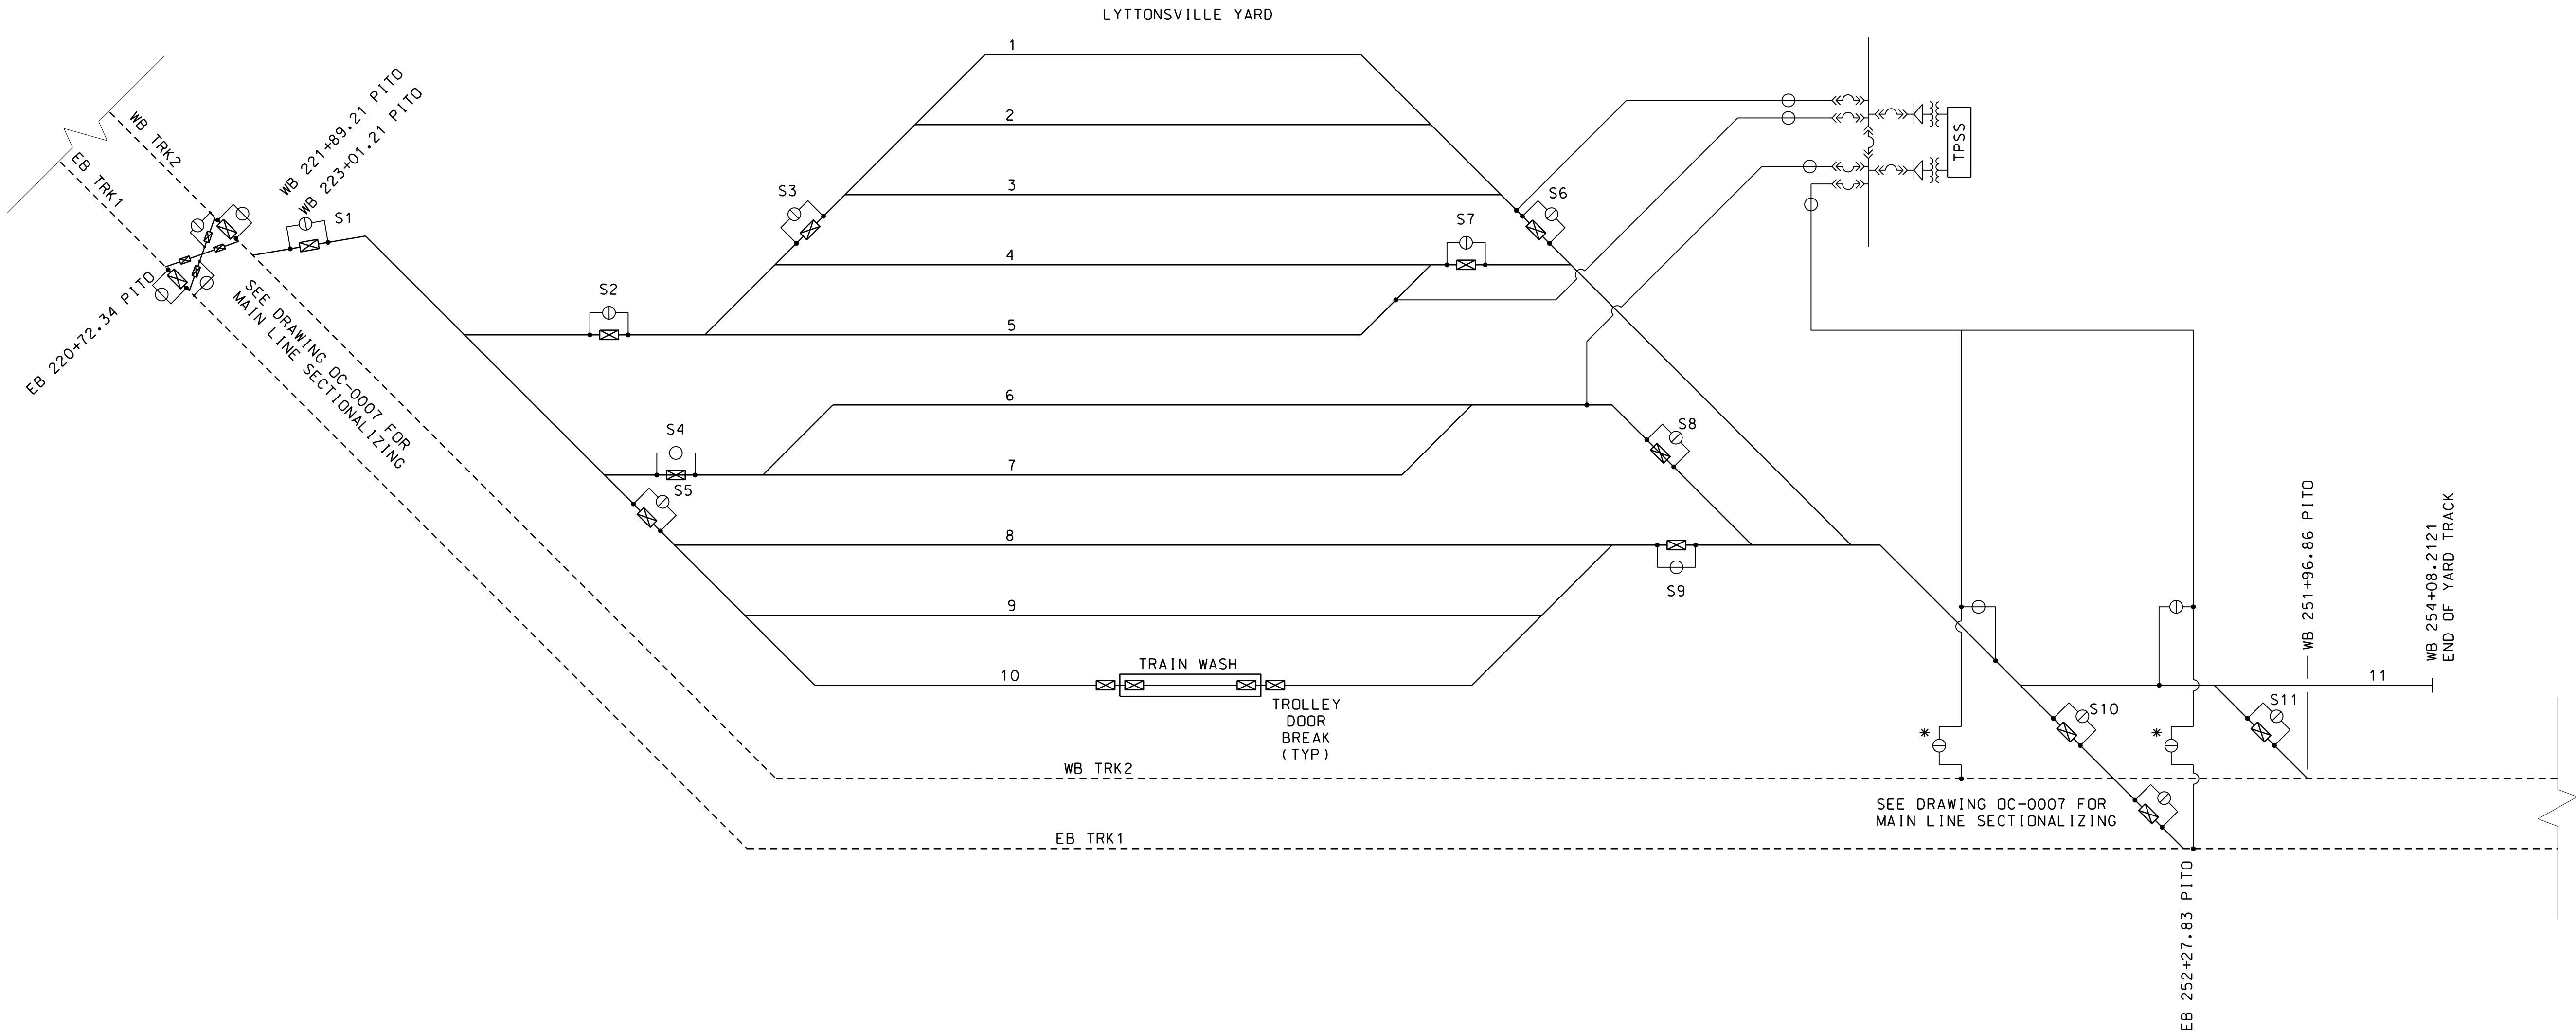 LYTTONSVILLE YARD
1
2
3
4
5
6
7
8
9
10
11
WB TRK2
EB TRK1
WB 221+89.21 PITO
WB 223+01.21 PITO
EB 220+72.34 PITO
SEE DRAWING OC-0007 FOR
MAIN LINE SECTIONALIZING
S1
S2
S3
S4
S5
S6
S7
S8
S9
S10
S11
TPSS
TRAIN WASH
TROLLEY
DOOR
BREAK
(TYP)
*
*
WB TRK2
EB TRK1
SEE DRAWING OC-0007 FOR
MAIN LINE SECTIONALIZING
WB 251+96.86 PITO
WB 254+08.2121
END OF YARD TRACK
EB 252+27.83 PITO